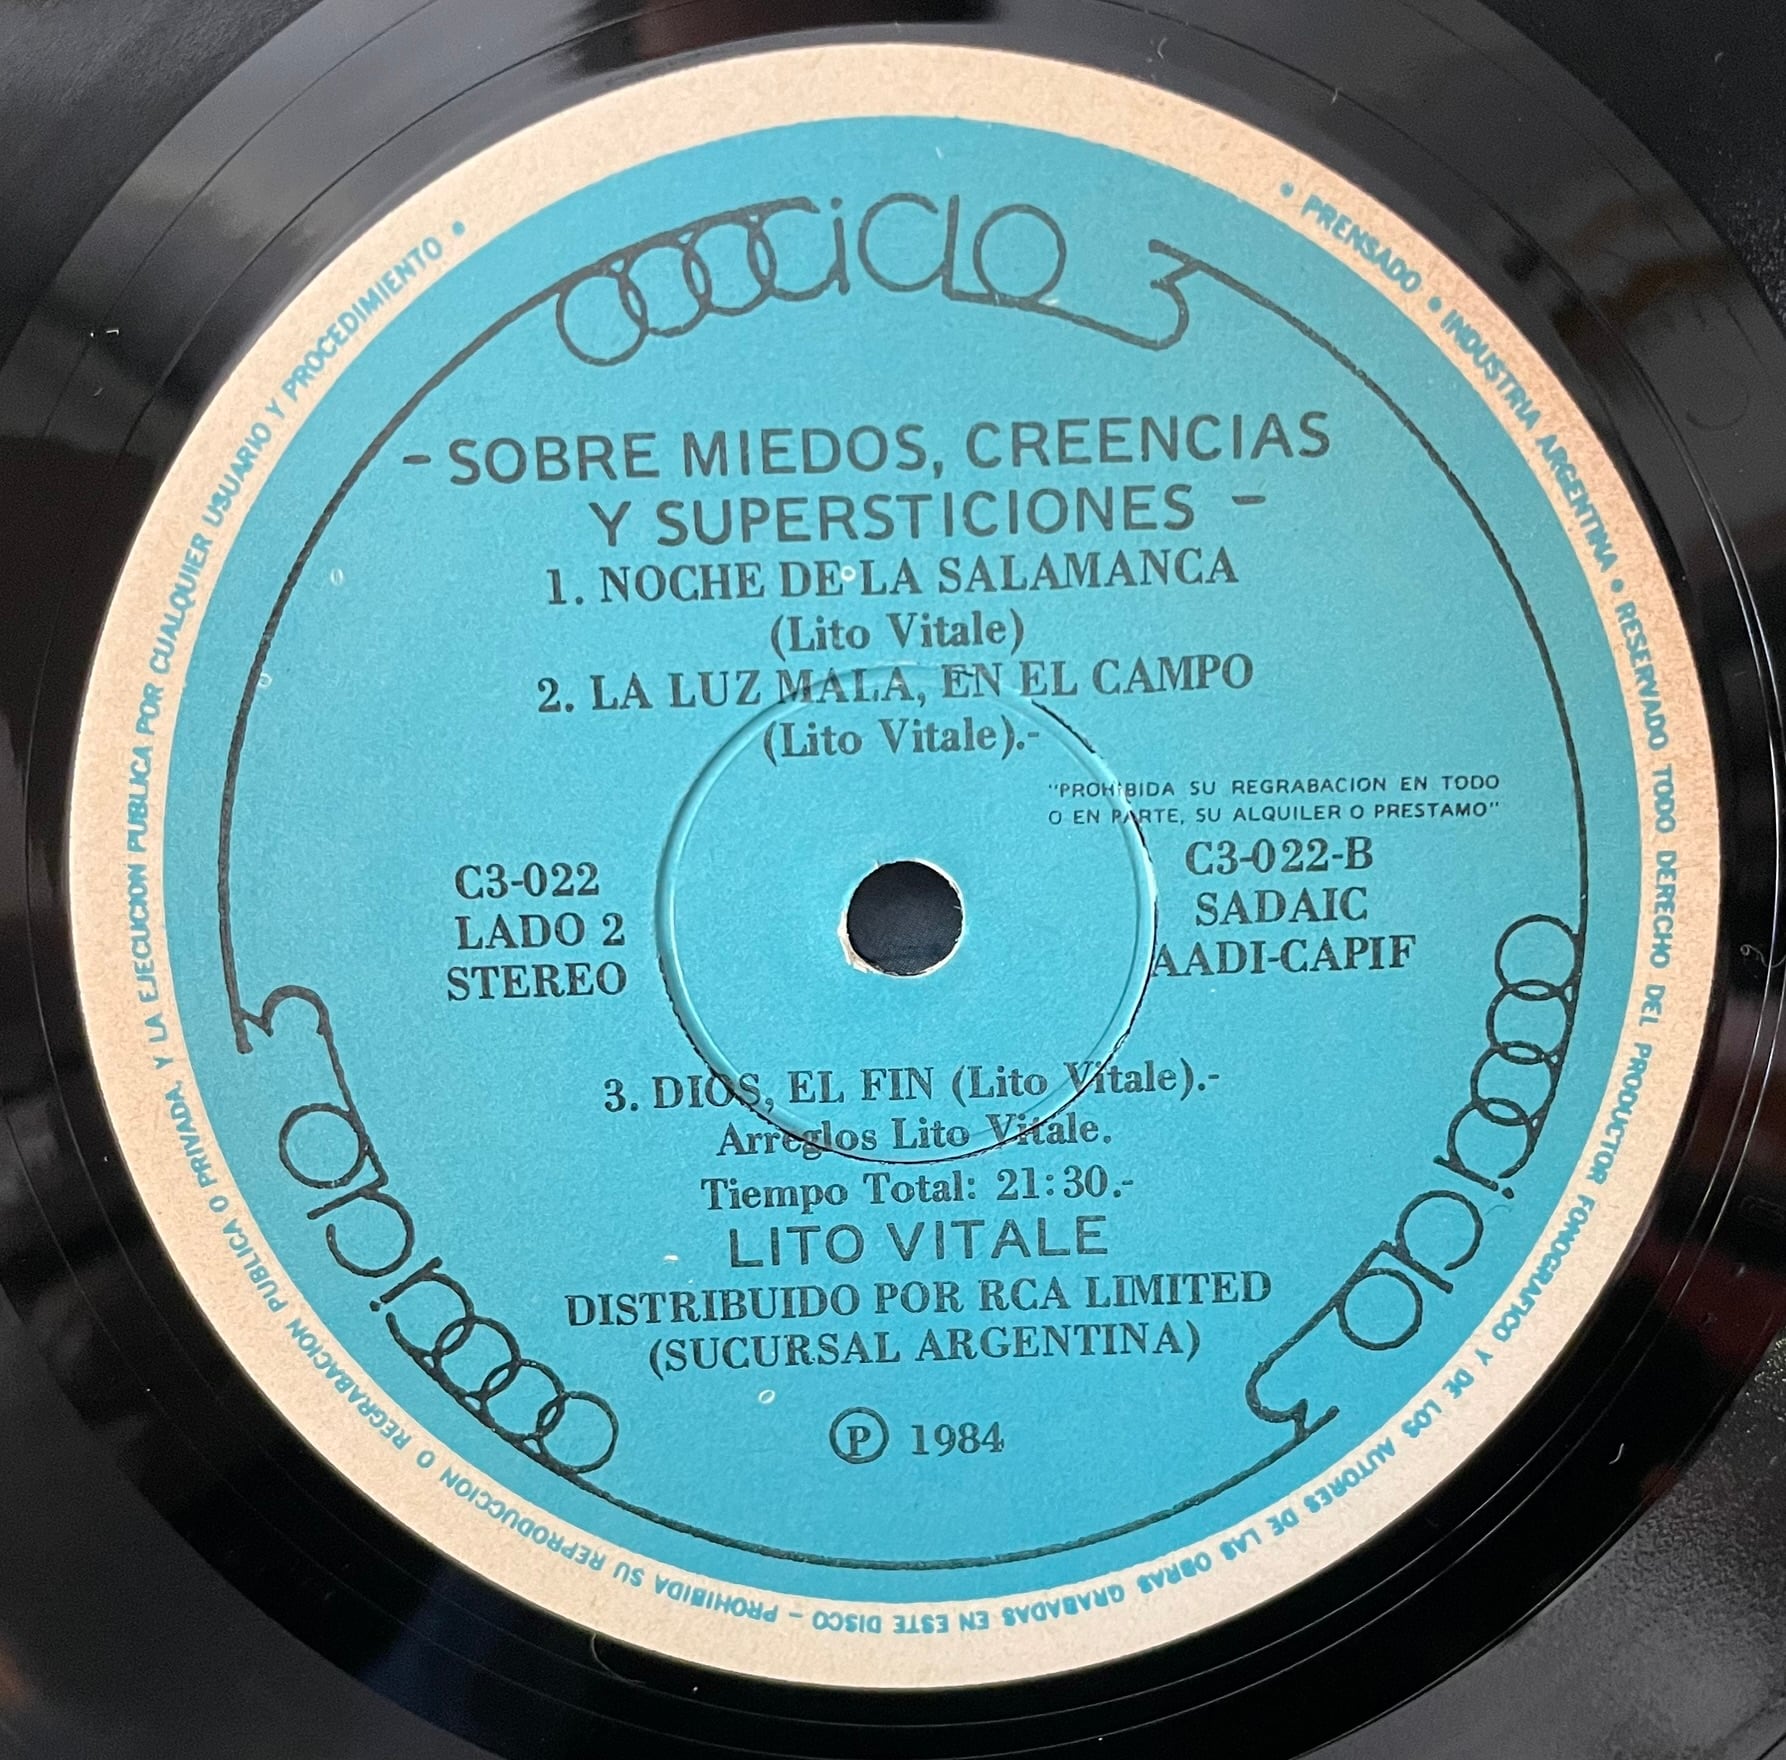 ciclo 3
- SOBRE MIEDOS, CREENCIAS
Y SUPERSTICIONES -
1. NOCHE DE LA SALAMANCA
(Lito Vitale)
2. LA LUZ MALA, EN EL CAMPO
(Lito Vitale).-
"PROHIBIDA SU REGRABACION EN TODO
O EN PARTE, SU ALQUILER O PRESTAMO"
C3-022
LADO 2
STEREO
C3-022-B
SADAIC
AADI-CAPIF
3. DIOS, EL FIN (Lito Vitale).-
Arreglos Lito Vitale.
Tiempo Total: 21:30.-
LITO VITALE
DISTRIBUIDO POR RCA LIMITED
(SUCURSAL ARGENTINA)
Ⓟ 1984
ciclo 3
ciclo 3
• PRENSADO • INDUSTRIA ARGENTINA • RESERVADO TODO DERECHO DEL PRODUCTOR FONOGRAFICO Y DE LOS AUTORES DE LAS OBRAS GRABADAS EN ESTE DISCO - PROHIBIDA SU REPRODUCCION O REGRABACION PUBLICA O PRIVADA, Y LA EJECUCION PUBLICA POR CUALQUIER USUARIO Y PROCEDIMIENTO •